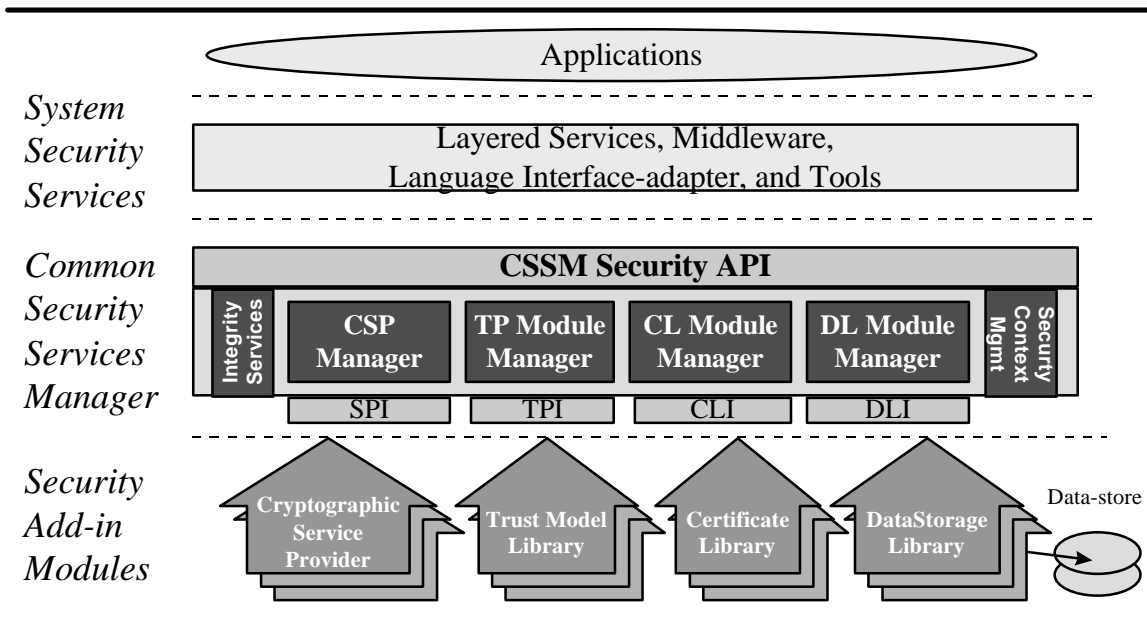 Applications
System
Security
Services
Layered Services, Middleware,
Language Interface-adapter, and Tools
Common
Security
Services
Manager
CSSM Security API
Integrity
Services
CSP
Manager
TP Module
Manager
CL Module
Manager
DL Module
Manager
Securty
Context
Mgmt
SPI
TPI
CLI
DLI
Security
Add-in
Modules
Cryptographic
Service
Provider
Trust Model
Library
Certificate
Library
DataStorage
Library
Data-store